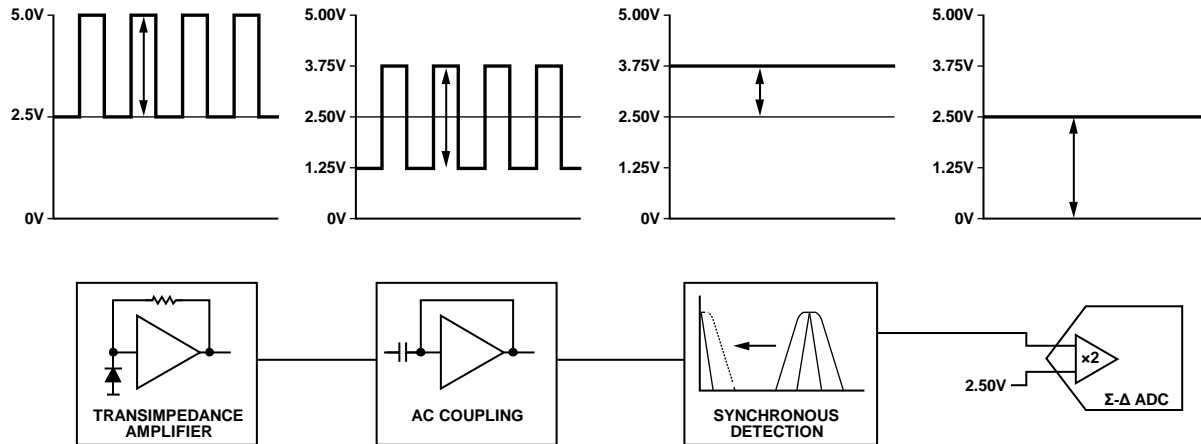 5.0V
2.5V
0V
5.00V
3.75V
2.50V
1.25V
0V
5.00V
3.75V
2.50V
1.25V
0V
5.00V
3.75V
2.50V
1.25V
0V
TRANSIMPEDANCE
AMPLIFIER
AC COUPLING
SYNCHRONOUS
DETECTION
2.50V
×2
Σ-Δ ADC